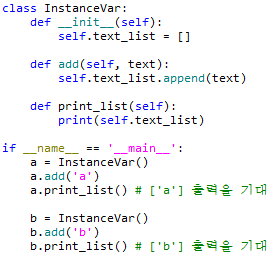 class InstanceVar:
    def __init__(self):
        self.text_list = []

    def add(self, text):
        self.text_list.append(text)

    def print_list(self):
        print(self.text_list)

if __name__ == '__main__':
    a = InstanceVar()
    a.add('a')
    a.print_list() # ['a'] 출력을 기대

    b = InstanceVar()
    b.add('b')
    b.print_list() # ['b'] 출력을 기대